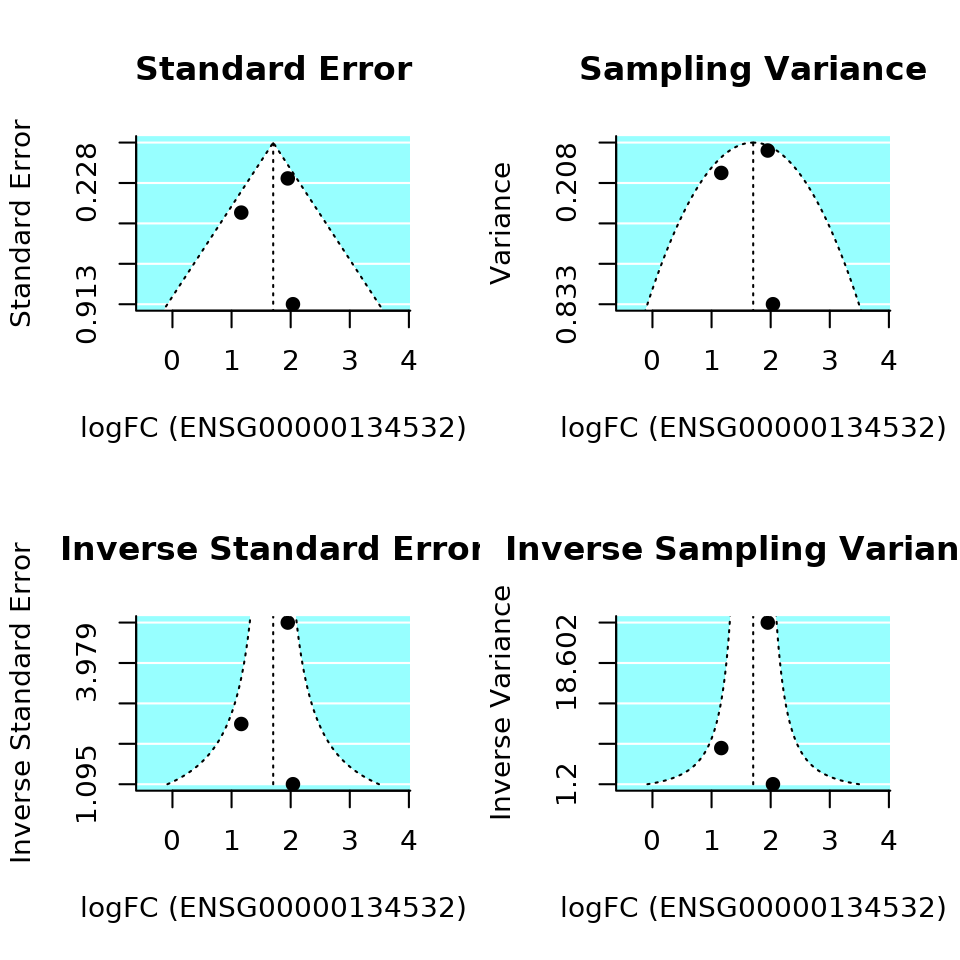 Standard Error
Standard Error
0.228
0.913
0 1 2 3 4
logFC (ENSG00000134532)
Sampling Variance
Variance
0.208
0.833
0 1 2 3 4
logFC (ENSG00000134532)
Inverse Standard Error
Inverse Standard Error
3.979
1.095
0 1 2 3 4
logFC (ENSG00000134532)
Inverse Sampling Varian
Inverse Variance
18.602
1.2
0 1 2 3 4
logFC (ENSG00000134532)